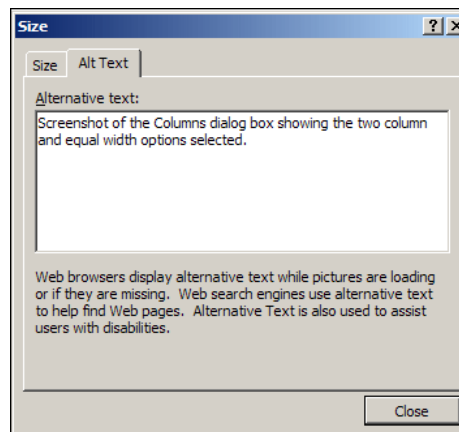 Size
Size
Alt Text
Alternative text:
Screenshot of the Columns dialog box showing the two column
and equal width options selected.
Web browsers display alternative text while pictures are loading
or if they are missing. Web search engines use alternative text
to help find Web pages. Alternative Text is also used to assist
users with disabilities.
Close